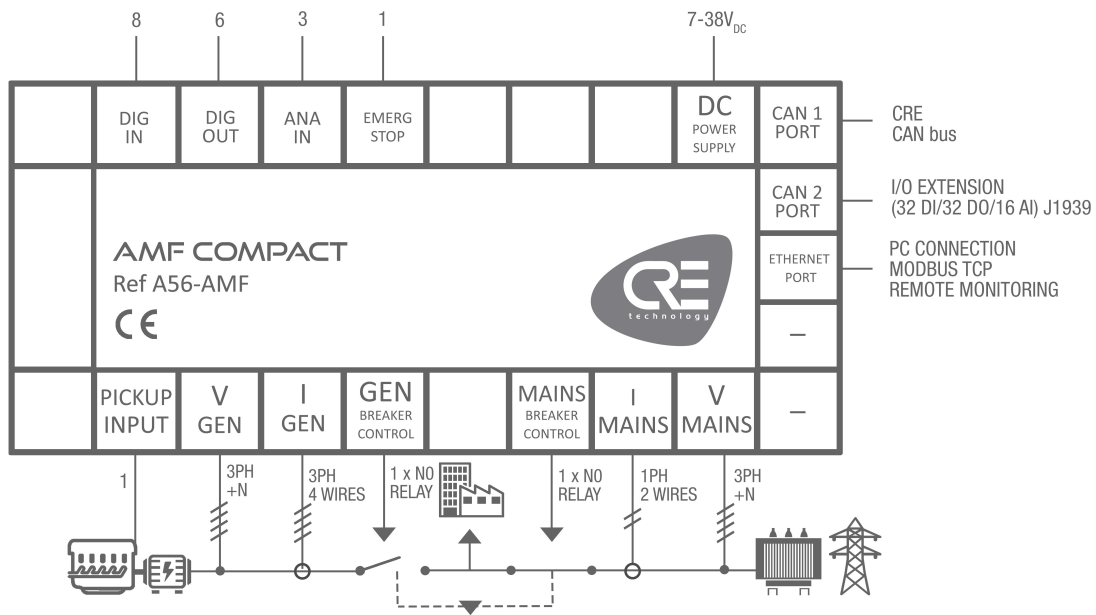 8
6
3
1
7-38VDC
DIG
IN
DIG
OUT
ANA
IN
EMERG
STOP
DC
POWER
SUPPLY
CAN 1
PORT
CRE
CAN bus
CAN 2
PORT
I/O EXTENSION
(32 DI/32 DO/16 AI) J1939
AMF COMPACT
Ref A56-AMF
CE
CRE
technology
ETHERNET
PORT
PC CONNECTION
MODBUS TCP
REMOTE MONITORING
–
PICKUP
INPUT
V
GEN
I
GEN
GEN
BREAKER
CONTROL
MAINS
BREAKER
CONTROL
I
MAINS
V
MAINS
–
1
3PH
+N
3PH
4 WIRES
1 x NO
RELAY
1 x NO
RELAY
1PH
2 WIRES
3PH
+N